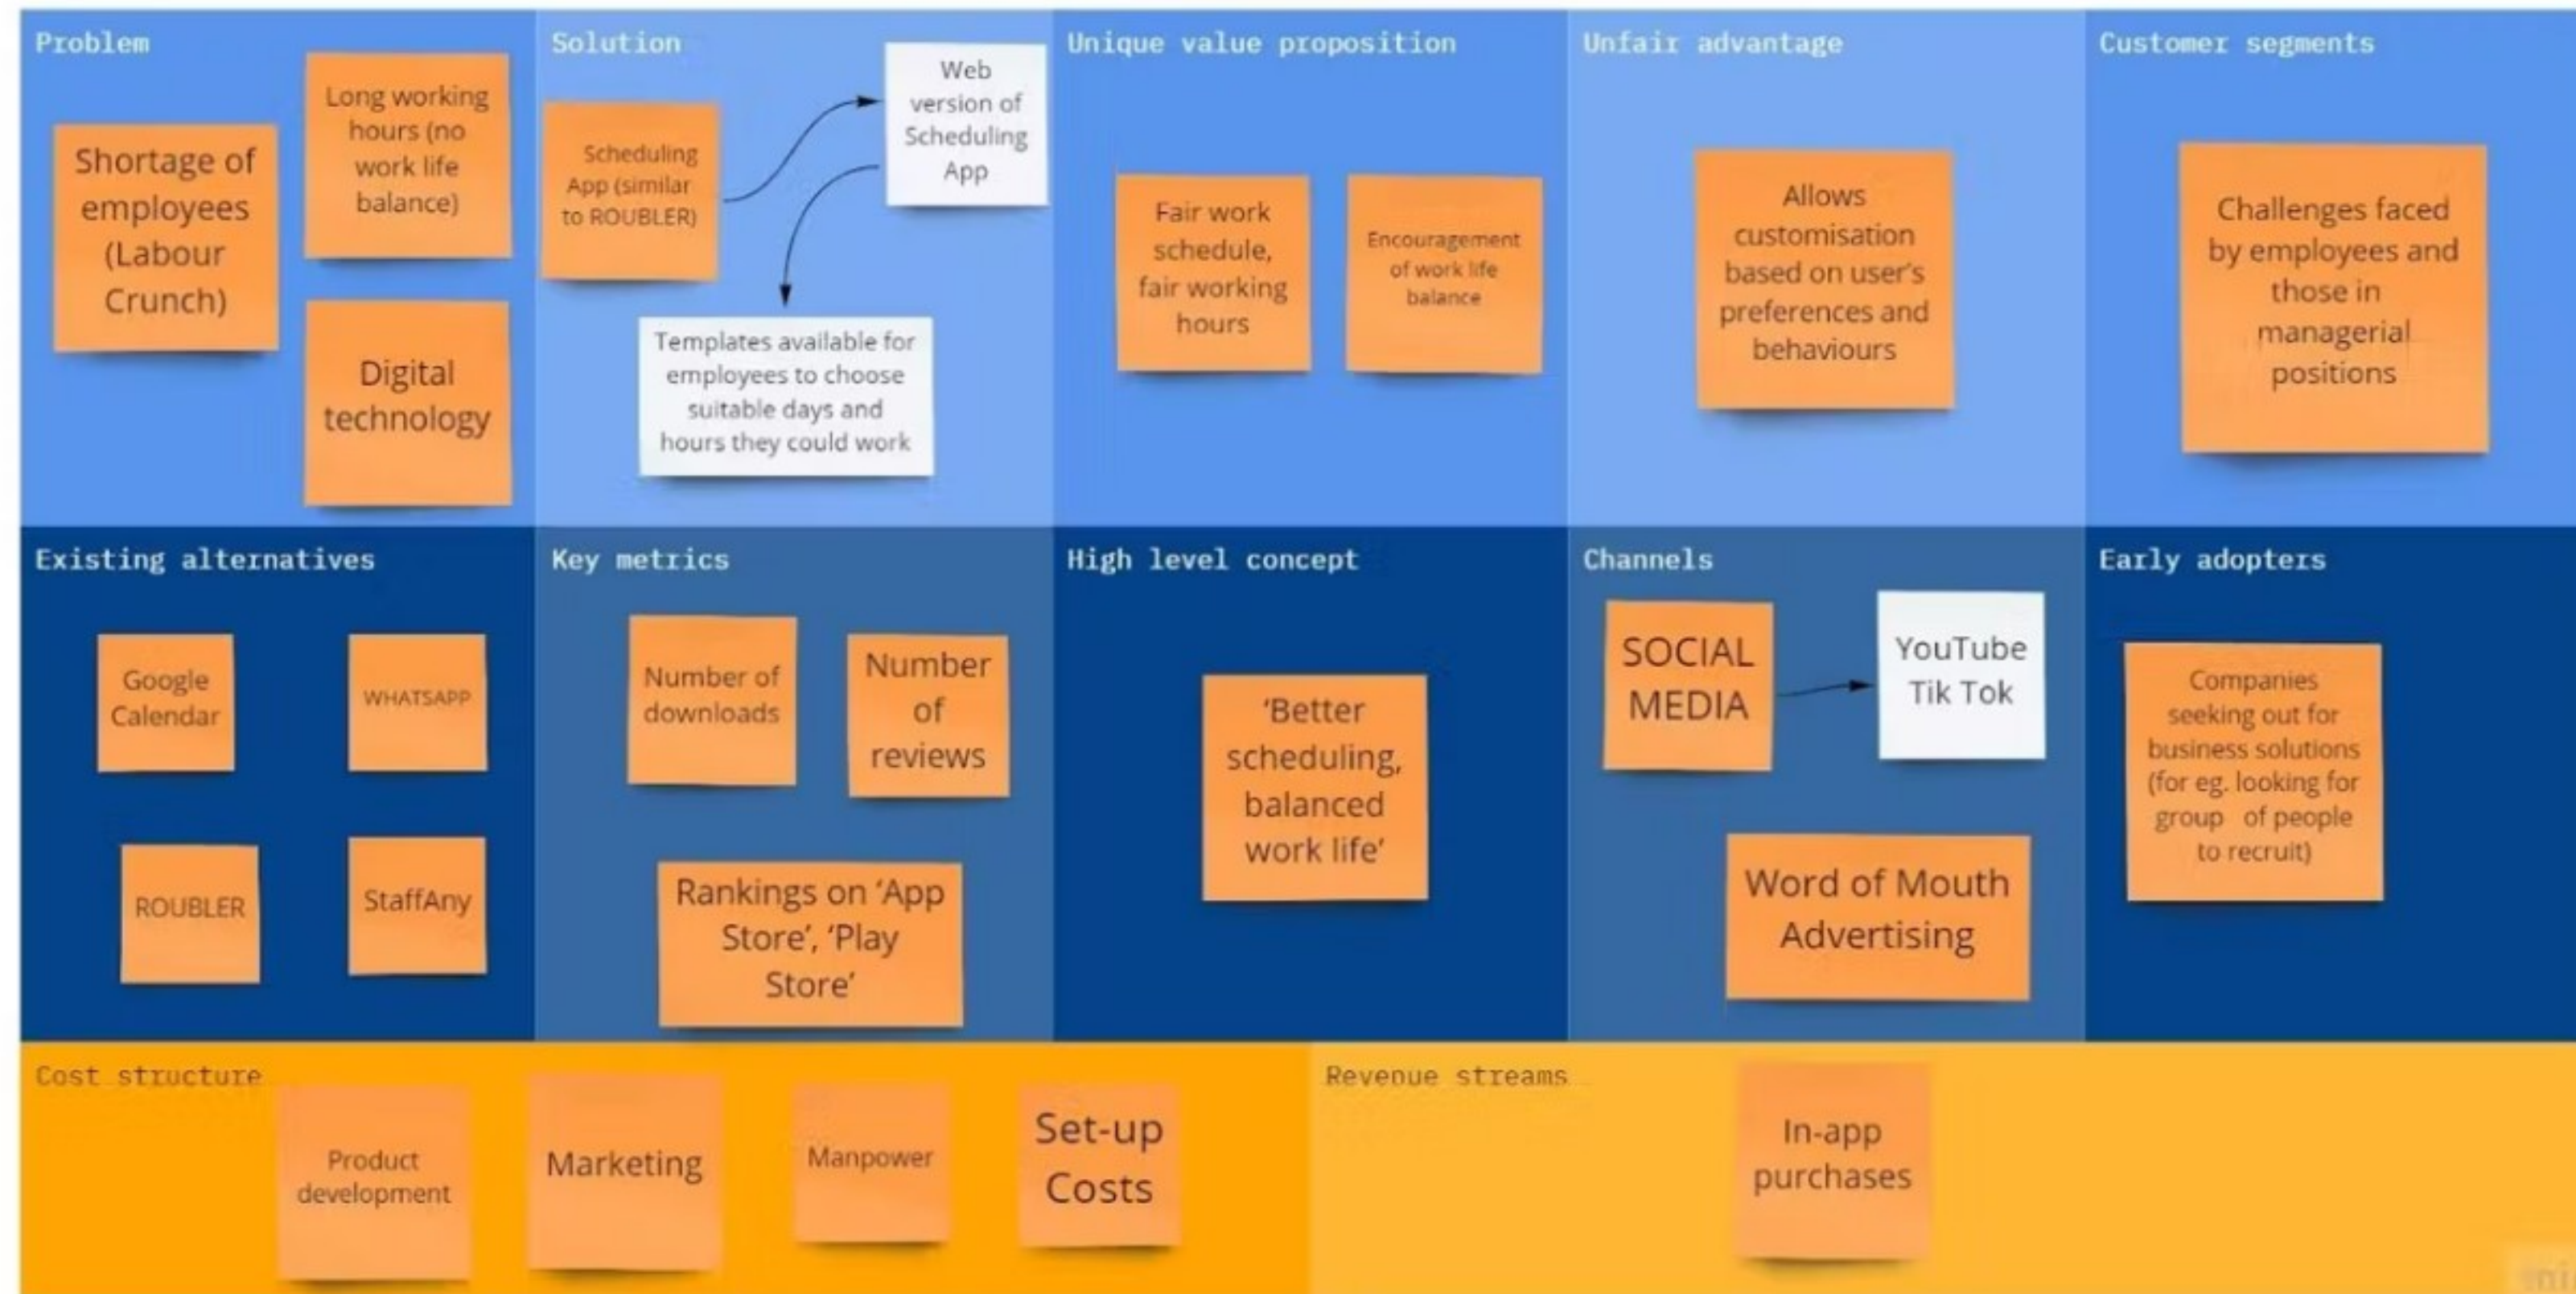 Problem
Shortage of
employees
(Labour
Crunch)
Long working
hours (no
work life
balance)
Digital
technology
Solution
Scheduling
App (similar
to ROUBLER)
Web
version of
Scheduling
App
Templates available for
employees to choose
suitable days and
hours they could work
Unique value proposition
Fair work
schedule,
fair working
hours
Encouragement
of work life
balance
Unfair advantage
Allows
customisation
based on user's
preferences and
behaviours
Customer segments
Challenges faced
by employees and
those in
managerial
positions
Existing alternatives
Google
Calendar
WHATSAPP
ROUBLER
StaffAny
Key metrics
Number of
downloads
Number
of
reviews
Rankings on ‘App
Store’, ‘Play
Store’
High level concept
‘Better
scheduling,
balanced
work life’
Channels
SOCIAL
MEDIA
YouTube
Tik Tok
Word of Mouth
Advertising
Early adopters
Companies
seeking out for
business solutions
(for eg. looking for
group of people
to recruit)
Cost structure
Product
development
Marketing
Manpower
Set-up
Costs
Revenue streams
In-app
purchases